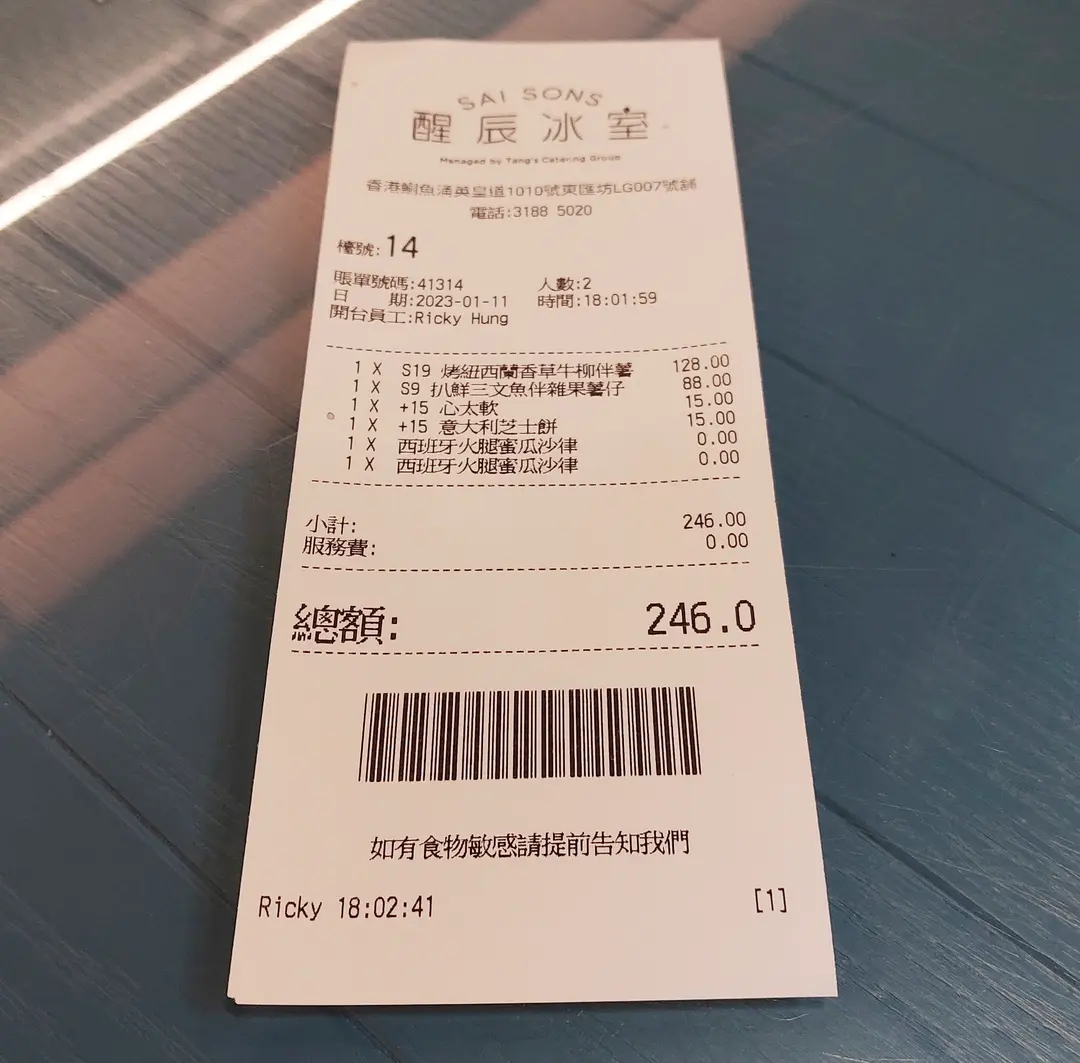 SAI SONS
醒辰冰室
Managed by Tang's Catering Group
香港鰂魚涌英皇道1010號東匯坊LG007號舖
電話:3188 5020
檯號:14
賬單號碼:41314 人數:2
日 期:2023-01-11 時間:18:01:59
開台員工:Ricky Hung
1 X S19 烤紐西蘭香草牛柳伴薯 128.00
1 X S9 扒鮮三文魚伴雜果薯仔 88.00
1 X +15 心太軟 15.00
1 X +15 意大利芝士餅 15.00
1 X 西班牙火腿蜜瓜沙律 0.00
1 X 西班牙火腿蜜瓜沙律 0.00
小計: 246.00
服務費: 0.00
總額: 246.0
如有食物敏感請提前告知我們
Ricky 18:02:41 [1]